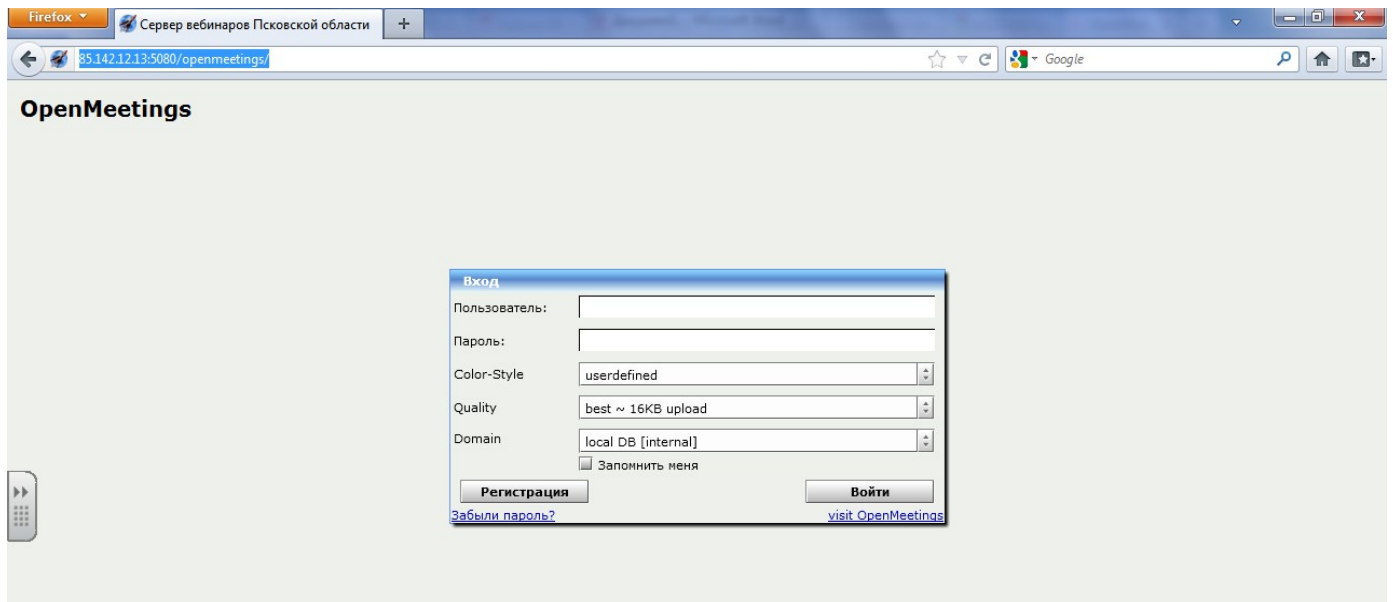 Firefox
Сервер вебинаров Псковской области
85.142.12.13:5080/openmeetings/
Google
OpenMeetings
Вход
Пользователь:
Пароль:
Color-Style userdefined
Quality best ~ 16KB upload
Domain local DB [internal]
Запомнить меня
Регистрация Войти
Забыли пароль? visit OpenMeetings